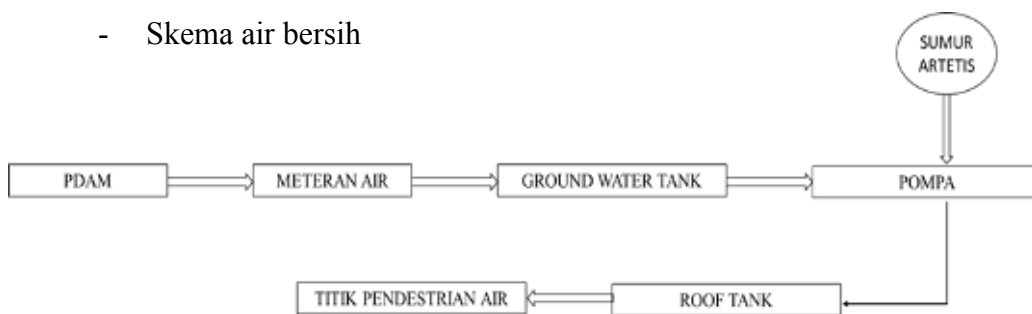 - Skema air bersih
SUMUR
ARTETIS
PDAM
METERAN AIR
GROUND WATER TANK
POMPA
TITIK PENDESTRIAN AIR
ROOF TANK